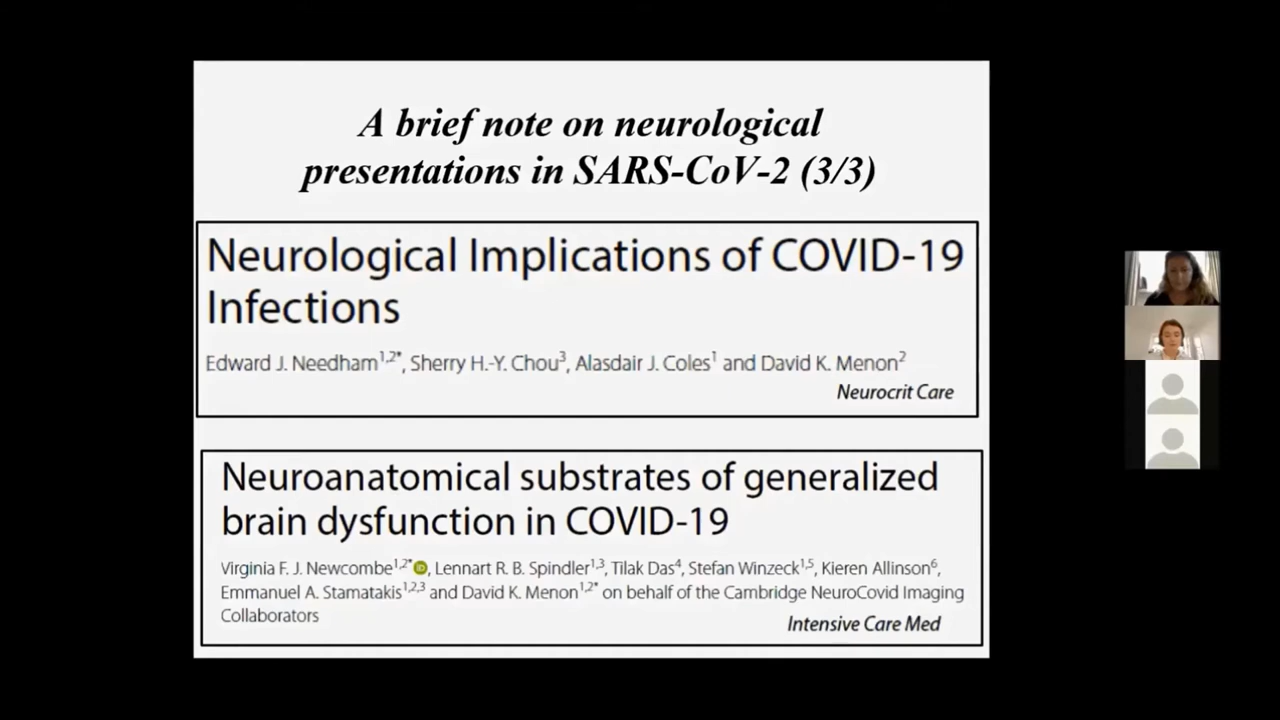 A brief note on neurological
presentations in SARS-CoV-2 (3/3)
Neurological Implications of COVID-19
Infections
Edward J. Needham1,2*, Sherry H.-Y. Chou3, Alasdair J. Coles1 and David K. Menon2
Neurocrit Care
Neuroanatomical substrates of generalized
brain dysfunction in COVID-19
Virginia F. J. Newcombe1,2*iD, Lennart R. B. Spindler1,3, Tilak Das4, Stefan Winzeck1,5, Kieren Allinson6,
Emmanuel A. Stamatakis1,2,3 and David K. Menon1,2* on behalf of the Cambridge NeuroCovid Imaging
Collaborators
Intensive Care Med